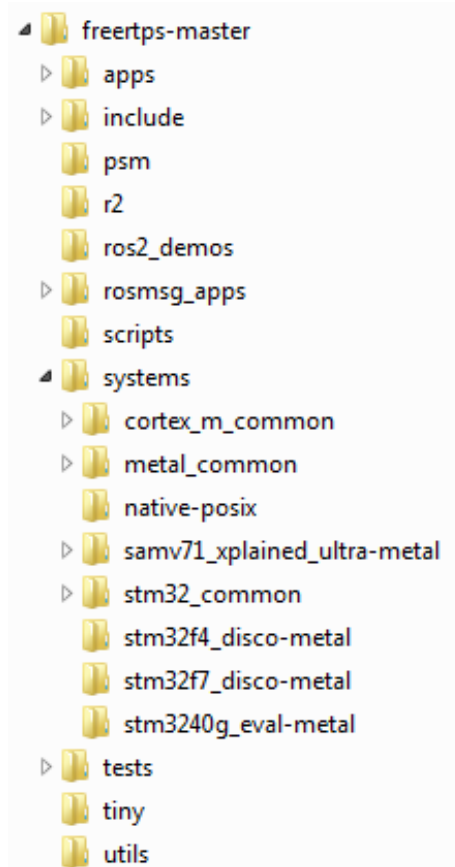 freertps-master
apps
include
psm
r2
ros2_demos
rosmsg_apps
scripts
systems
cortex_m_common
metal_common
native-posix
samv71_xplained_ultra-metal
stm32_common
stm32f4_disco-metal
stm32f7_disco-metal
stm3240g_eval-metal
tests
tiny
utils